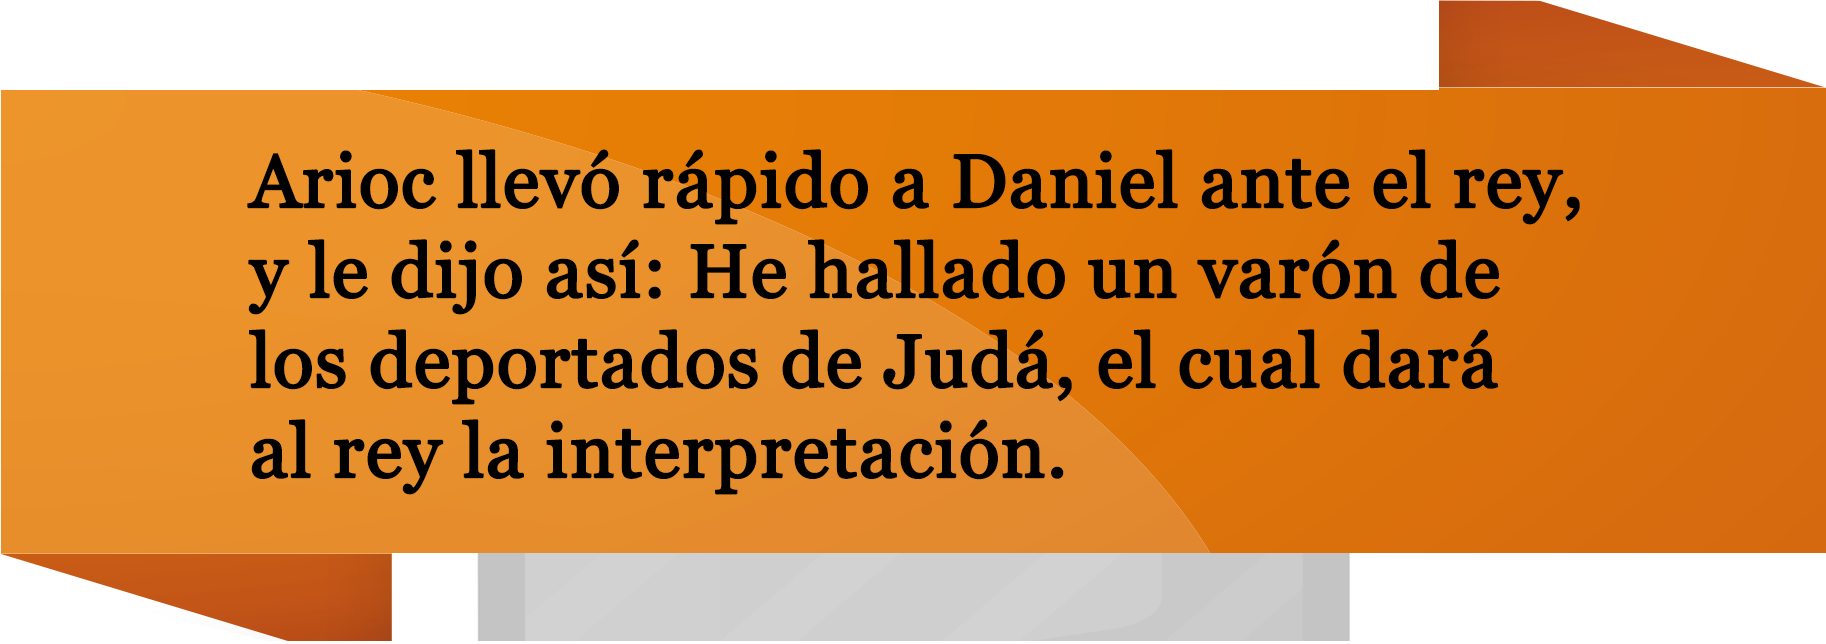 Arioc llevó rápido a Daniel ante el rey,
y le dijo así: He hallado un varón de
los deportados de Judá, el cual dará
al rey la interpretación.